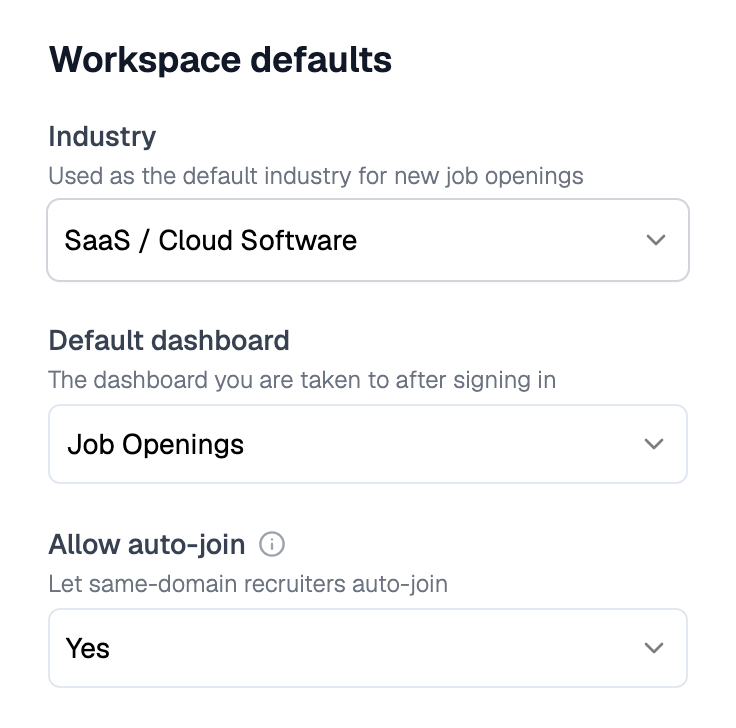 Workspace defaults
Industry
Used as the default industry for new job openings
SaaS / Cloud Software
Default dashboard
The dashboard you are taken to after signing in
Job Openings
Allow auto-join
Let same-domain recruiters auto-join
Yes